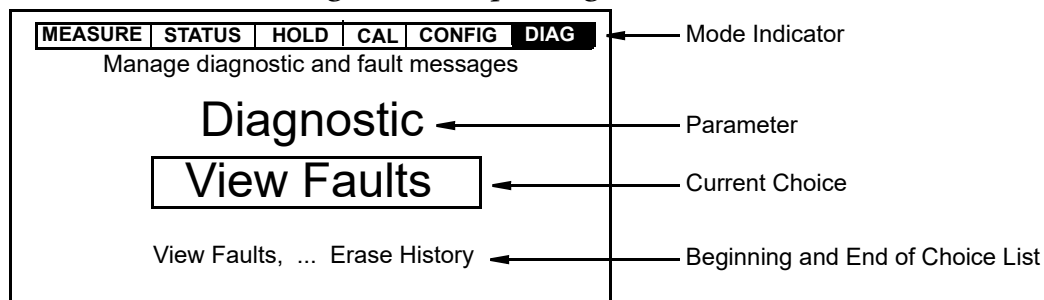 MEASURE STATUS HOLD CAL CONFIG DIAG Mode Indicator
Manage diagnostic and fault messages
Diagnostic Parameter
View Faults Current Choice
View Faults, ... Erase History Beginning and End of Choice List